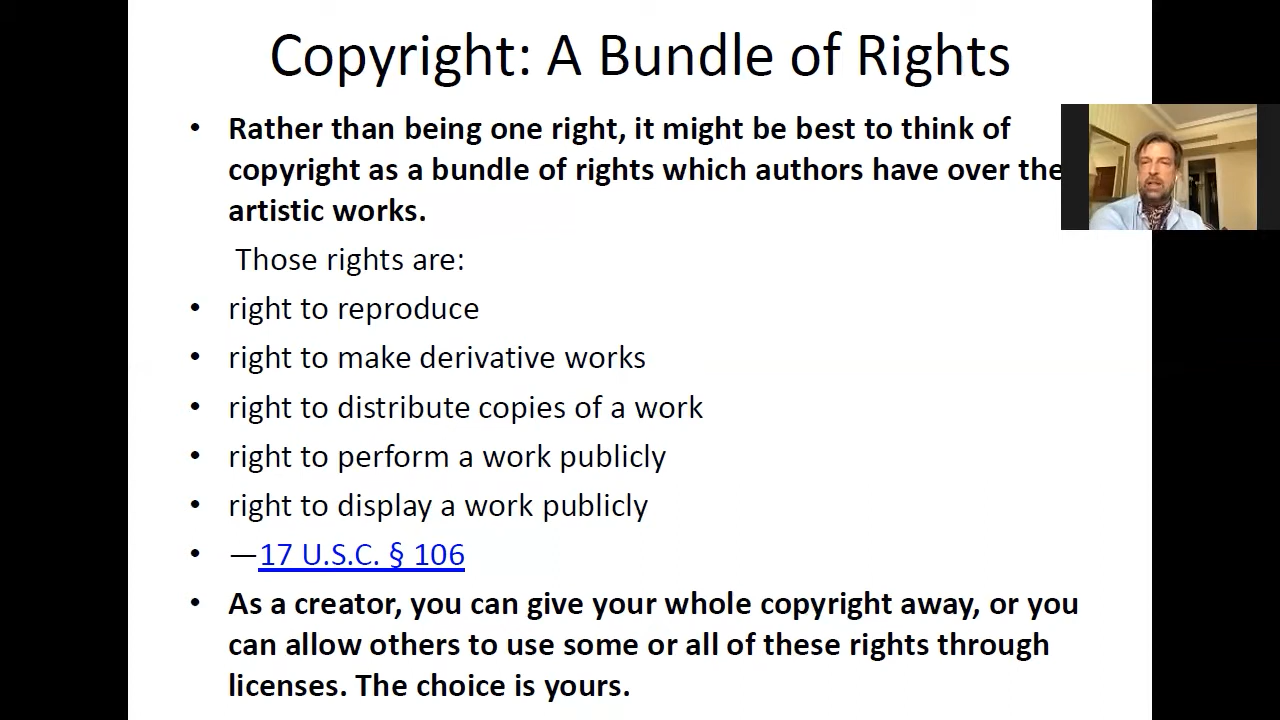 Copyright: A Bundle of Rights
• Rather than being one right, it might be best to think of
copyright as a bundle of rights which authors have over the
artistic works.
Those rights are:
• right to reproduce
• right to make derivative works
• right to distribute copies of a work
• right to perform a work publicly
• right to display a work publicly
• —17 U.S.C. § 106
• As a creator, you can give your whole copyright away, or you
can allow others to use some or all of these rights through
licenses. The choice is yours.